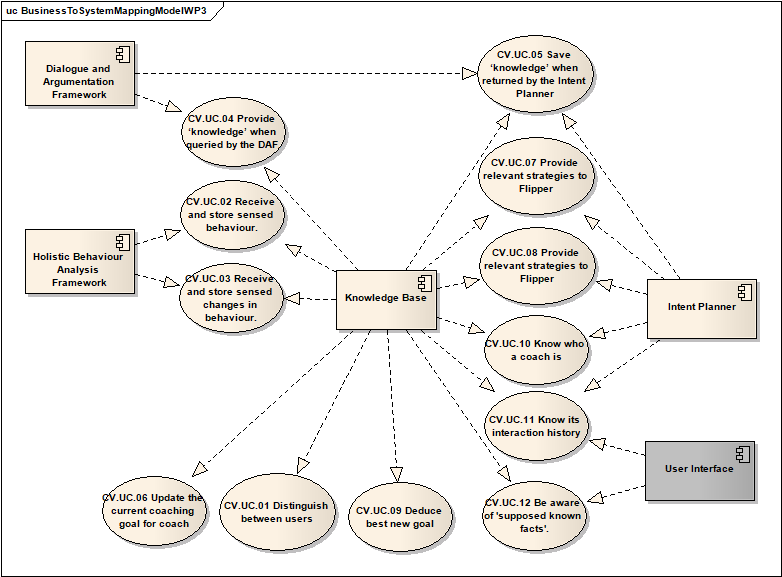 uc BusinessToSystemMappingModelWP3
Dialogue and
Argumentation
Framework
CV.UC.05 Save
‘knowledge’ when
returned by the Intent
Planner
CV.UC.04 Provide
‘knowledge’ when
queried by the DAF
CV.UC.07 Provide
relevant strategies to
Flipper
CV.UC.02 Receive
and store sensed
behaviour.
Holistic Behaviour
Analysis
Framework
CV.UC.08 Provide
relevant strategies to
Flipper
CV.UC.03 Receive
and store sensed
changes in
behaviour.
Knowledge Base
Intent Planner
CV.UC.10 Know who
a coach is
CV.UC.11 Know its
interaction history
User Interface
CV.UC.06 Update the
current coaching
goal for coach
CV.UC.01 Distinguish
between users
CV.UC.09 Deduce
best new goal
CV.UC.12 Be aware
of 'supposed known
facts'.